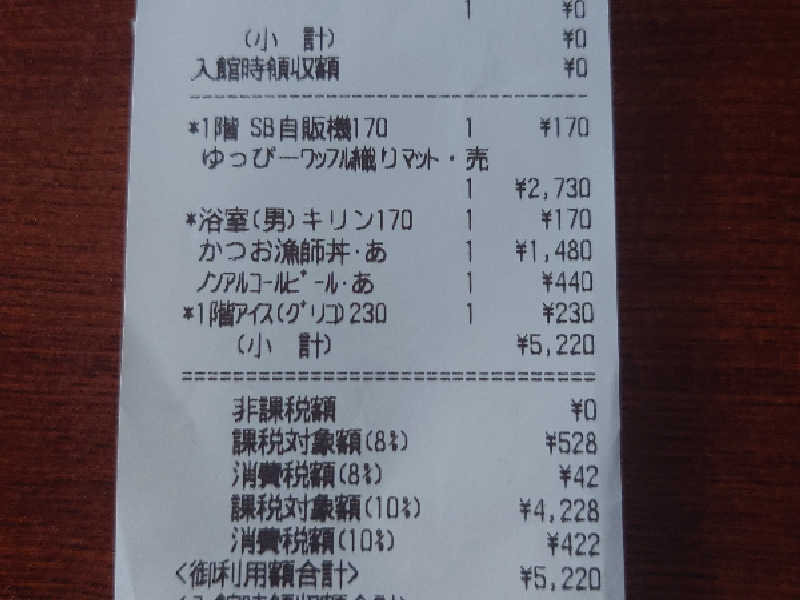 1 ¥0
(小 計) ¥0
入館時領収額 ¥0
*1階 SB自販機170 1 ¥170
ゆっぴーワッフル織りマット・売
1 ¥2,730
*浴室(男)キリン170 1 ¥170
かつお漁師丼・あ 1 ¥1,480
ノンアルコールビール・あ 1 ¥440
*1階アイス(グリコ)230 1 ¥230
(小 計) ¥5,220
非課税額 ¥0
課税対象額(8%) ¥528
消費税額(8%) ¥42
課税対象額(10%) ¥4,228
消費税額(10%) ¥422
<御利用額合計> ¥5,220